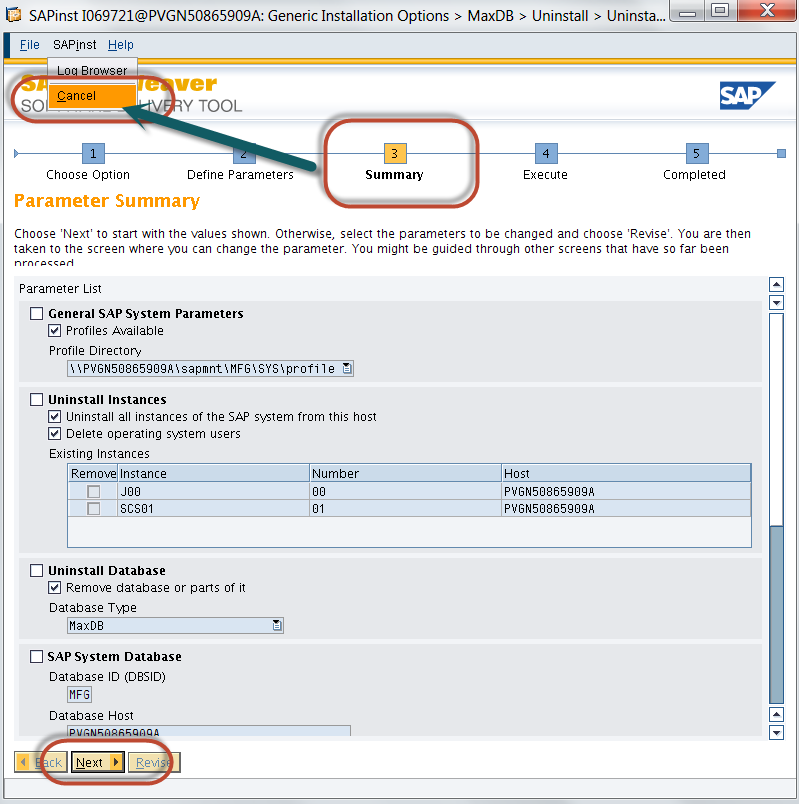 SAPinst I069721@PVGN50865909A: Generic Installation Options > MaxDB > Uninstall > Uninsta...
File SAPinst Help
Log Browser
Cancel
SAP eaver
SOF VERY TOOL
SAP
1 2 3 4 5
Choose Option Define Parameters Summary Execute Completed
Parameter Summary
Choose 'Next' to start with the values shown. Otherwise, select the parameters to be changed and choose 'Revise'. You are then
taken to the screen where you can change the parameter. You might be guided through other screens that have so far been
processed.
Parameter List
General SAP System Parameters
Profiles Available
Profile Directory
\\PVGN50865909A\sapmnt\MFG\SYS\profile
Uninstall Instances
Uninstall all instances of the SAP system from this host
Delete operating system users
Existing Instances
Remove Instance Number Host
J00 00 PVGN50865909A
SCS01 01 PVGN50865909A
Uninstall Database
Remove database or parts of it
Database Type
MaxDB
SAP System Database
Database ID (DBSID)
MFG
Database Host
PVGN50865909A
Back Next Revise